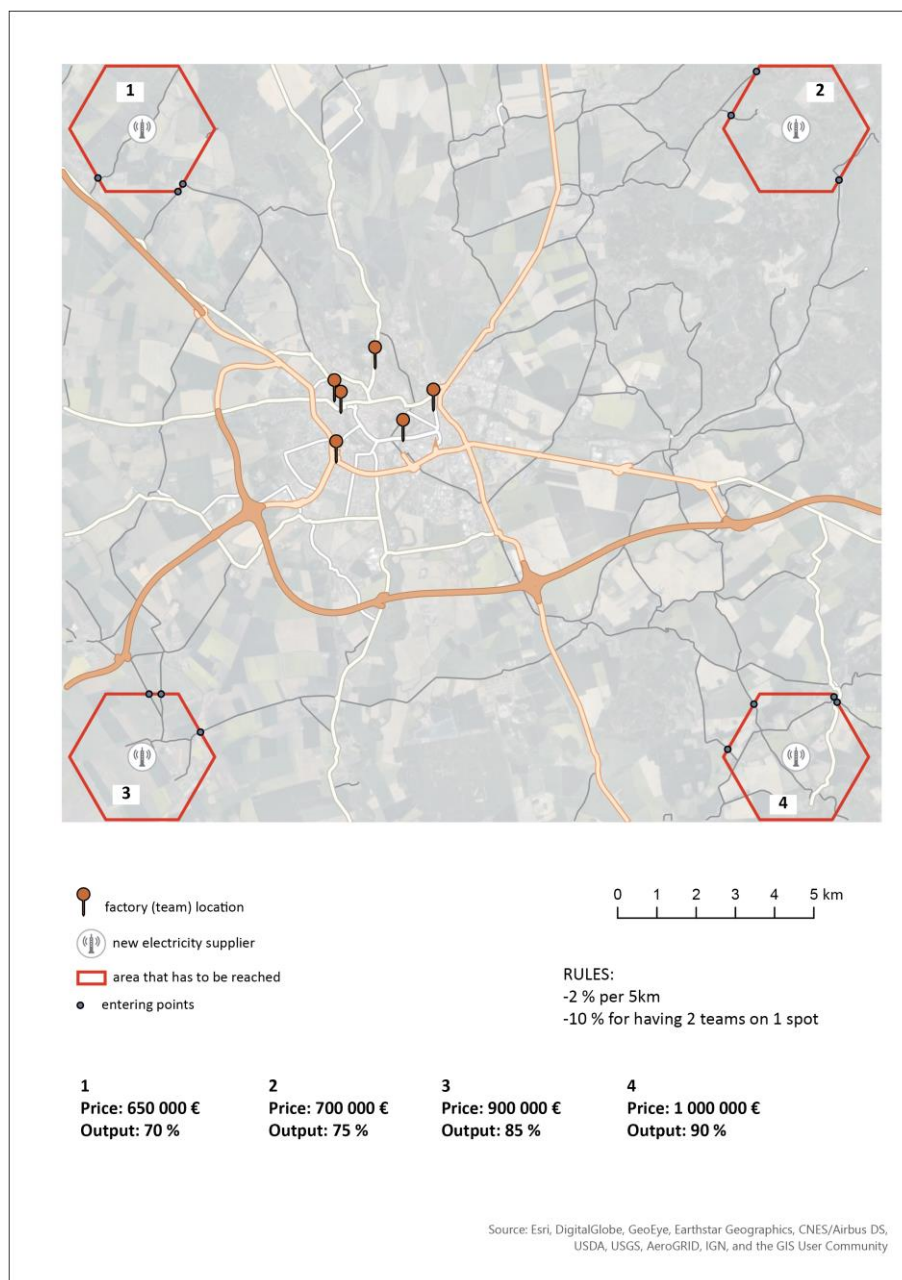 1
2
3
4
factory (team) location
new electricity supplier
area that has to be reached
entering points
0 1 2 3 4 5 km
RULES:
-2 % per 5km
-10 % for having 2 teams on 1 spot
1
Price: 650 000 €
Output: 70 %
2
Price: 700 000 €
Output: 75 %
3
Price: 900 000 €
Output: 85 %
4
Price: 1 000 000 €
Output: 90 %
Source: Esri, DigitalGlobe, GeoEye, Earthstar Geographics, CNES/Airbus DS,
USDA, USGS, AeroGRID, IGN, and the GIS User Community